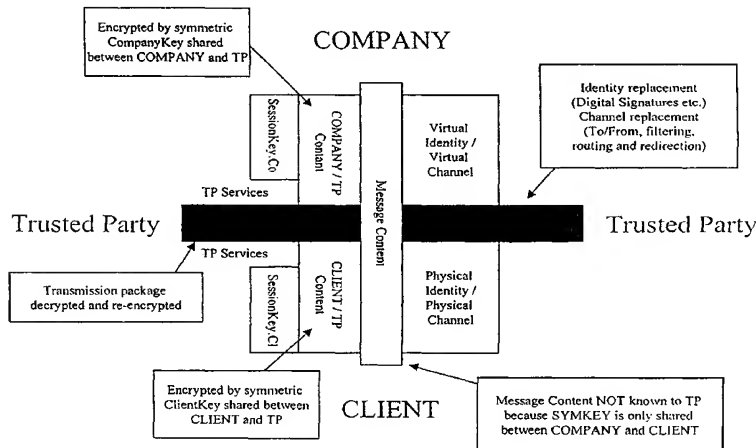 Encrypted by symmetric
CompanyKey shared
between COMPANY and TP
COMPANY
Identity replacement
(Digital Signatures etc.)
Channel replacement
(To/From, filtering,
routing and redirection)
SessionKey.Co
COMPANY / TP
Contant
Message Content
Virtual
Identity /
Virtual
Channel
TP Services
Trusted Party
Trusted Party
TP Services
Transmission package
decrypted and re-encrypted
SessionKey.Cl
CLIENT / TP
Content
Physical
Identity /
Physical
Channel
Encrypted by symmetric
ClientKey shared between
CLIENT and TP
CLIENT
Message Content NOT known to TP
because SYMKEY is only shared
between COMPANY and CLIENT